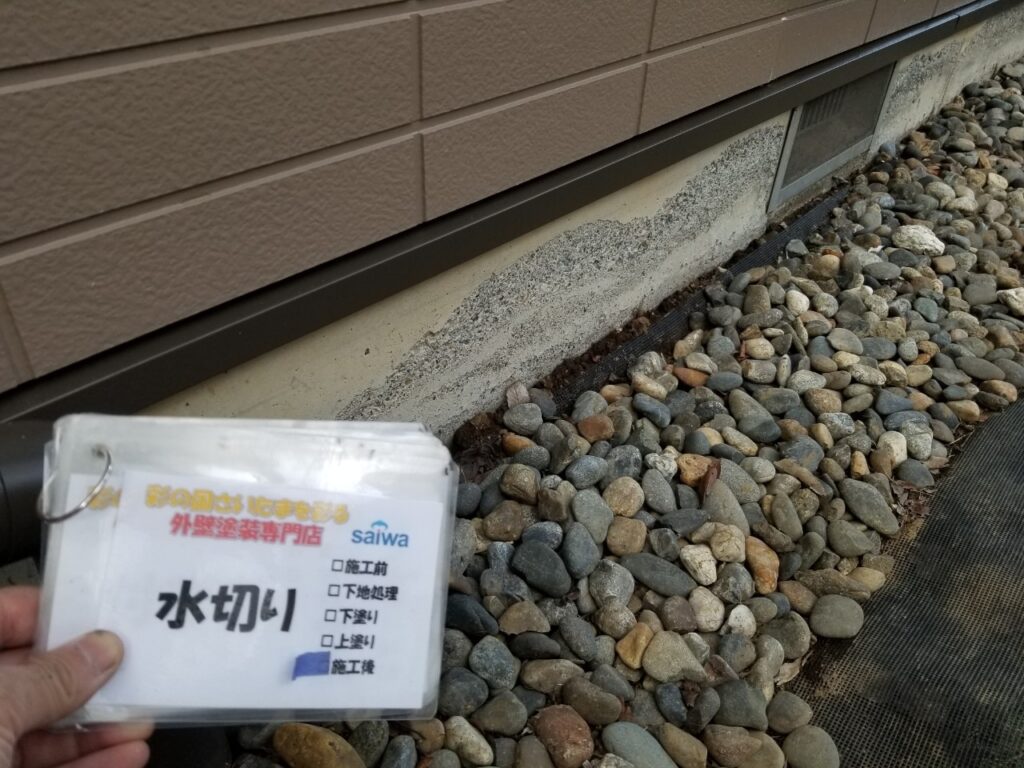 彩の国さいたまを彩る
外壁塗装専門店
saiwa
水切り
□施工前
□下地処理
□下塗り
□上塗り
□施工後